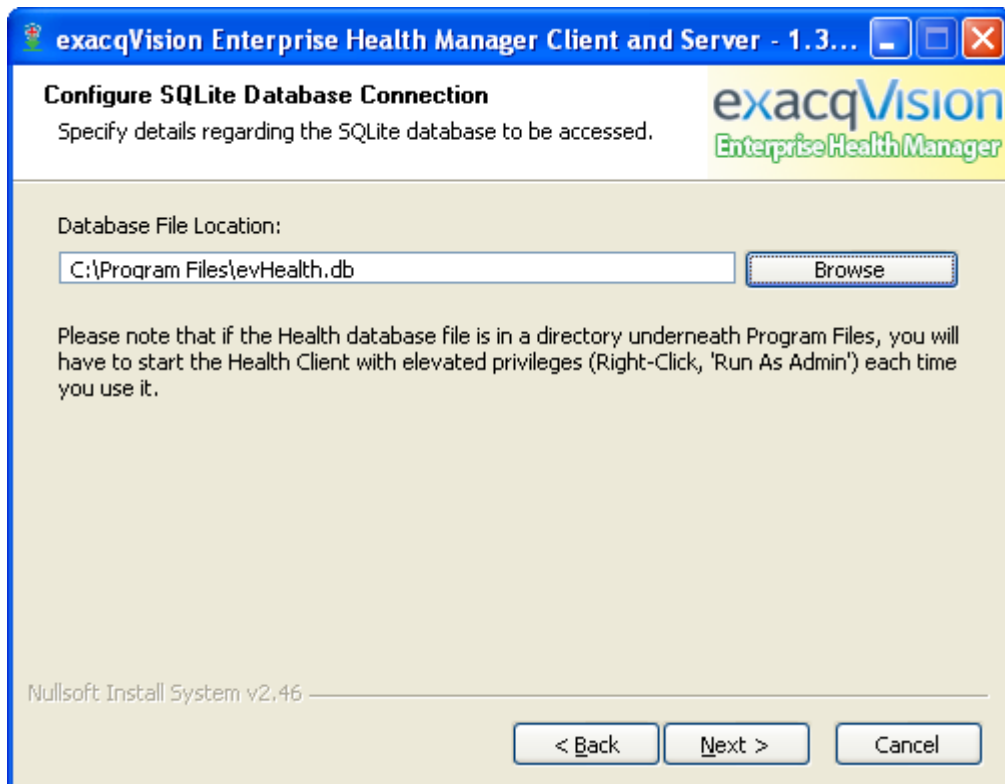 exacqVision Enterprise Health Manager Client and Server - 1.3...
Configure SQLite Database Connection
Specify details regarding the SQLite database to be accessed.
exacqVision
Enterprise Health Manager
Database File Location:
C:\Program Files\evHealth.db
Browse
Please note that if the Health database file is in a directory underneath Program Files, you will
have to start the Health Client with elevated privileges (Right-Click, 'Run As Admin') each time
you use it.
Nullsoft Install System v2.46
< Back
Next >
Cancel